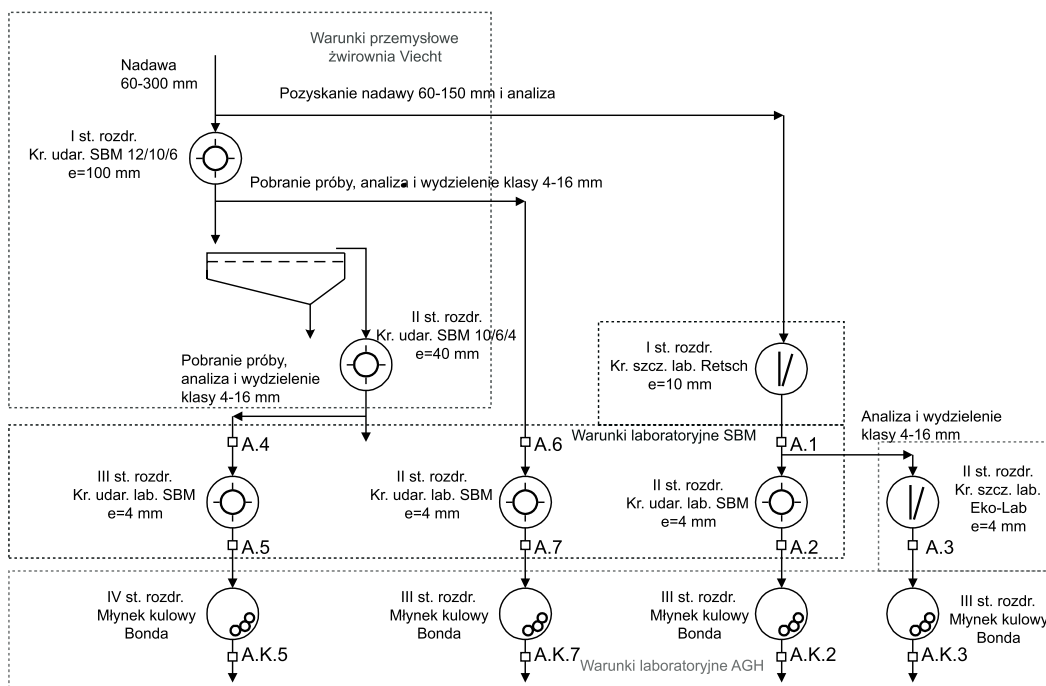 Warunki przemysłowe
żwirownia Viecht
Nadawa
60-300 mm
Pozyskanie nadawy 60-150 mm i analiza
I st. rozdr.
Kr. udar. SBM 12/10/6
e=100 mm
Pobranie próby, analiza i wydzielenie klasy 4-16 mm
II st. rozdr.
Kr. udar. SBM 10/6/4
e=40 mm
Pobranie próby,
analiza i wydzielenie
klasy 4-16 mm
I st. rozdr.
Kr. szcz. lab. Retsch
e=10 mm
Analiza i wydzielenie
klasy 4-16 mm
Warunki laboratoryjne SBM
A.4
A.6
A.1
III st. rozdr.
Kr. udar. lab. SBM
e=4 mm
II st. rozdr.
Kr. udar. lab. SBM
e=4 mm
II st. rozdr.
Kr. udar. lab. SBM
e=4 mm
II st. rozdr.
Kr. szcz. lab.
Eko-Lab
e=4 mm
A.5
A.7
A.2
A.3
IV st. rozdr.
Młynek kulowy
Bonda
III st. rozdr.
Młynek kulowy
Bonda
III st. rozdr.
Młynek kulowy
Bonda
III st. rozdr.
Młynek kulowy
Bonda
A.K.5
A.K.7
A.K.2
A.K.3
Warunki laboratoryjne AGH